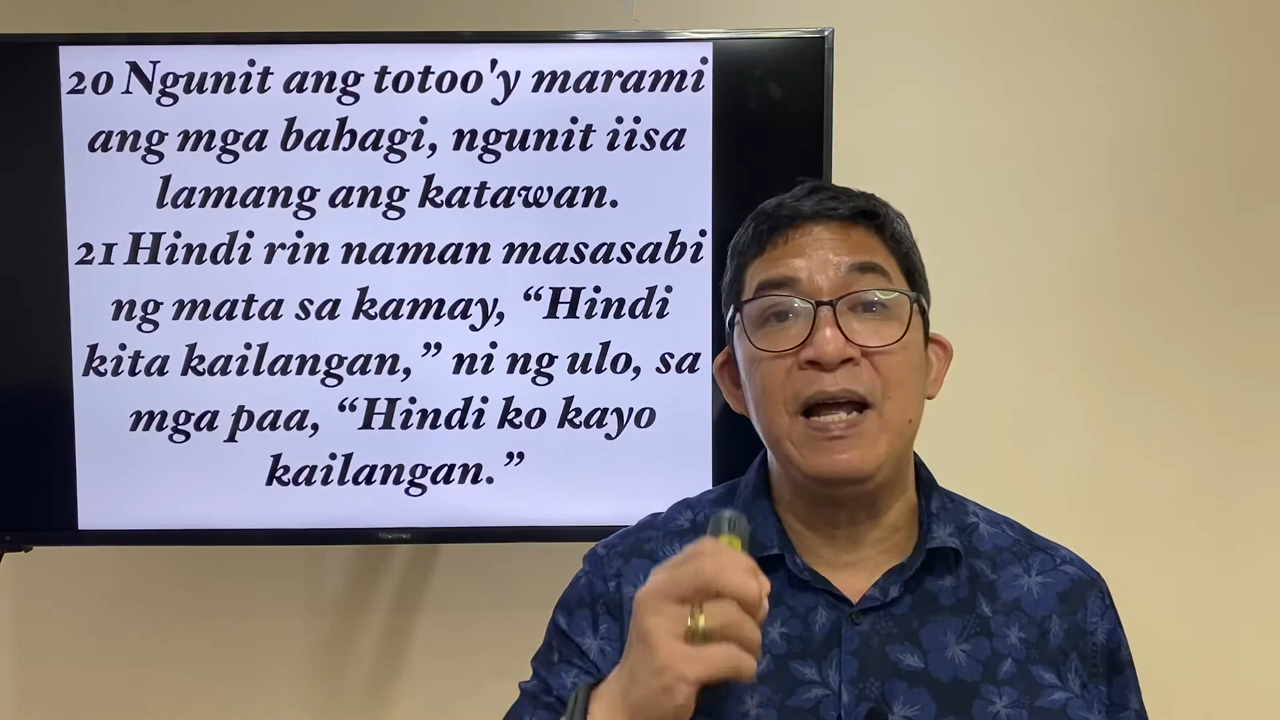 20 Ngunit ang totoo'y marami
ang mga bahagi, ngunit iisa
lamang ang katawan.
21 Hindi rin naman masasabi
ng mata sa kamay, “Hindi
kita kailangan,” ni ng ulo, sa
mga paa, “Hindi ko kayo
kailangan.”
Hisense